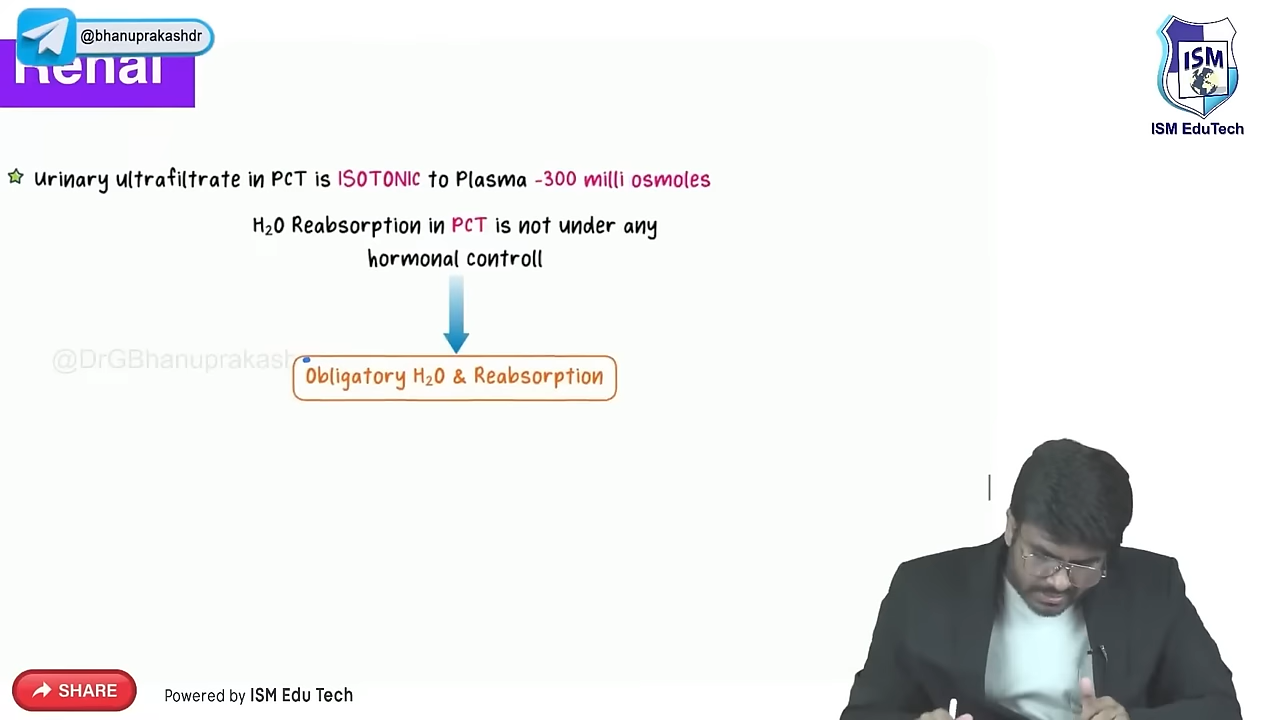 @bhanuprakashdr
Renal
ISM
ISM EduTech
Urinary ultrafiltrate in PCT is ISOTONIC to Plasma -300 milli osmoles
H₂O Reabsorption in PCT is not under any
hormonal controll
@DrGBhanuprakash
Obligatory H₂O & Reabsorption
SHARE
Powered by ISM Edu Tech